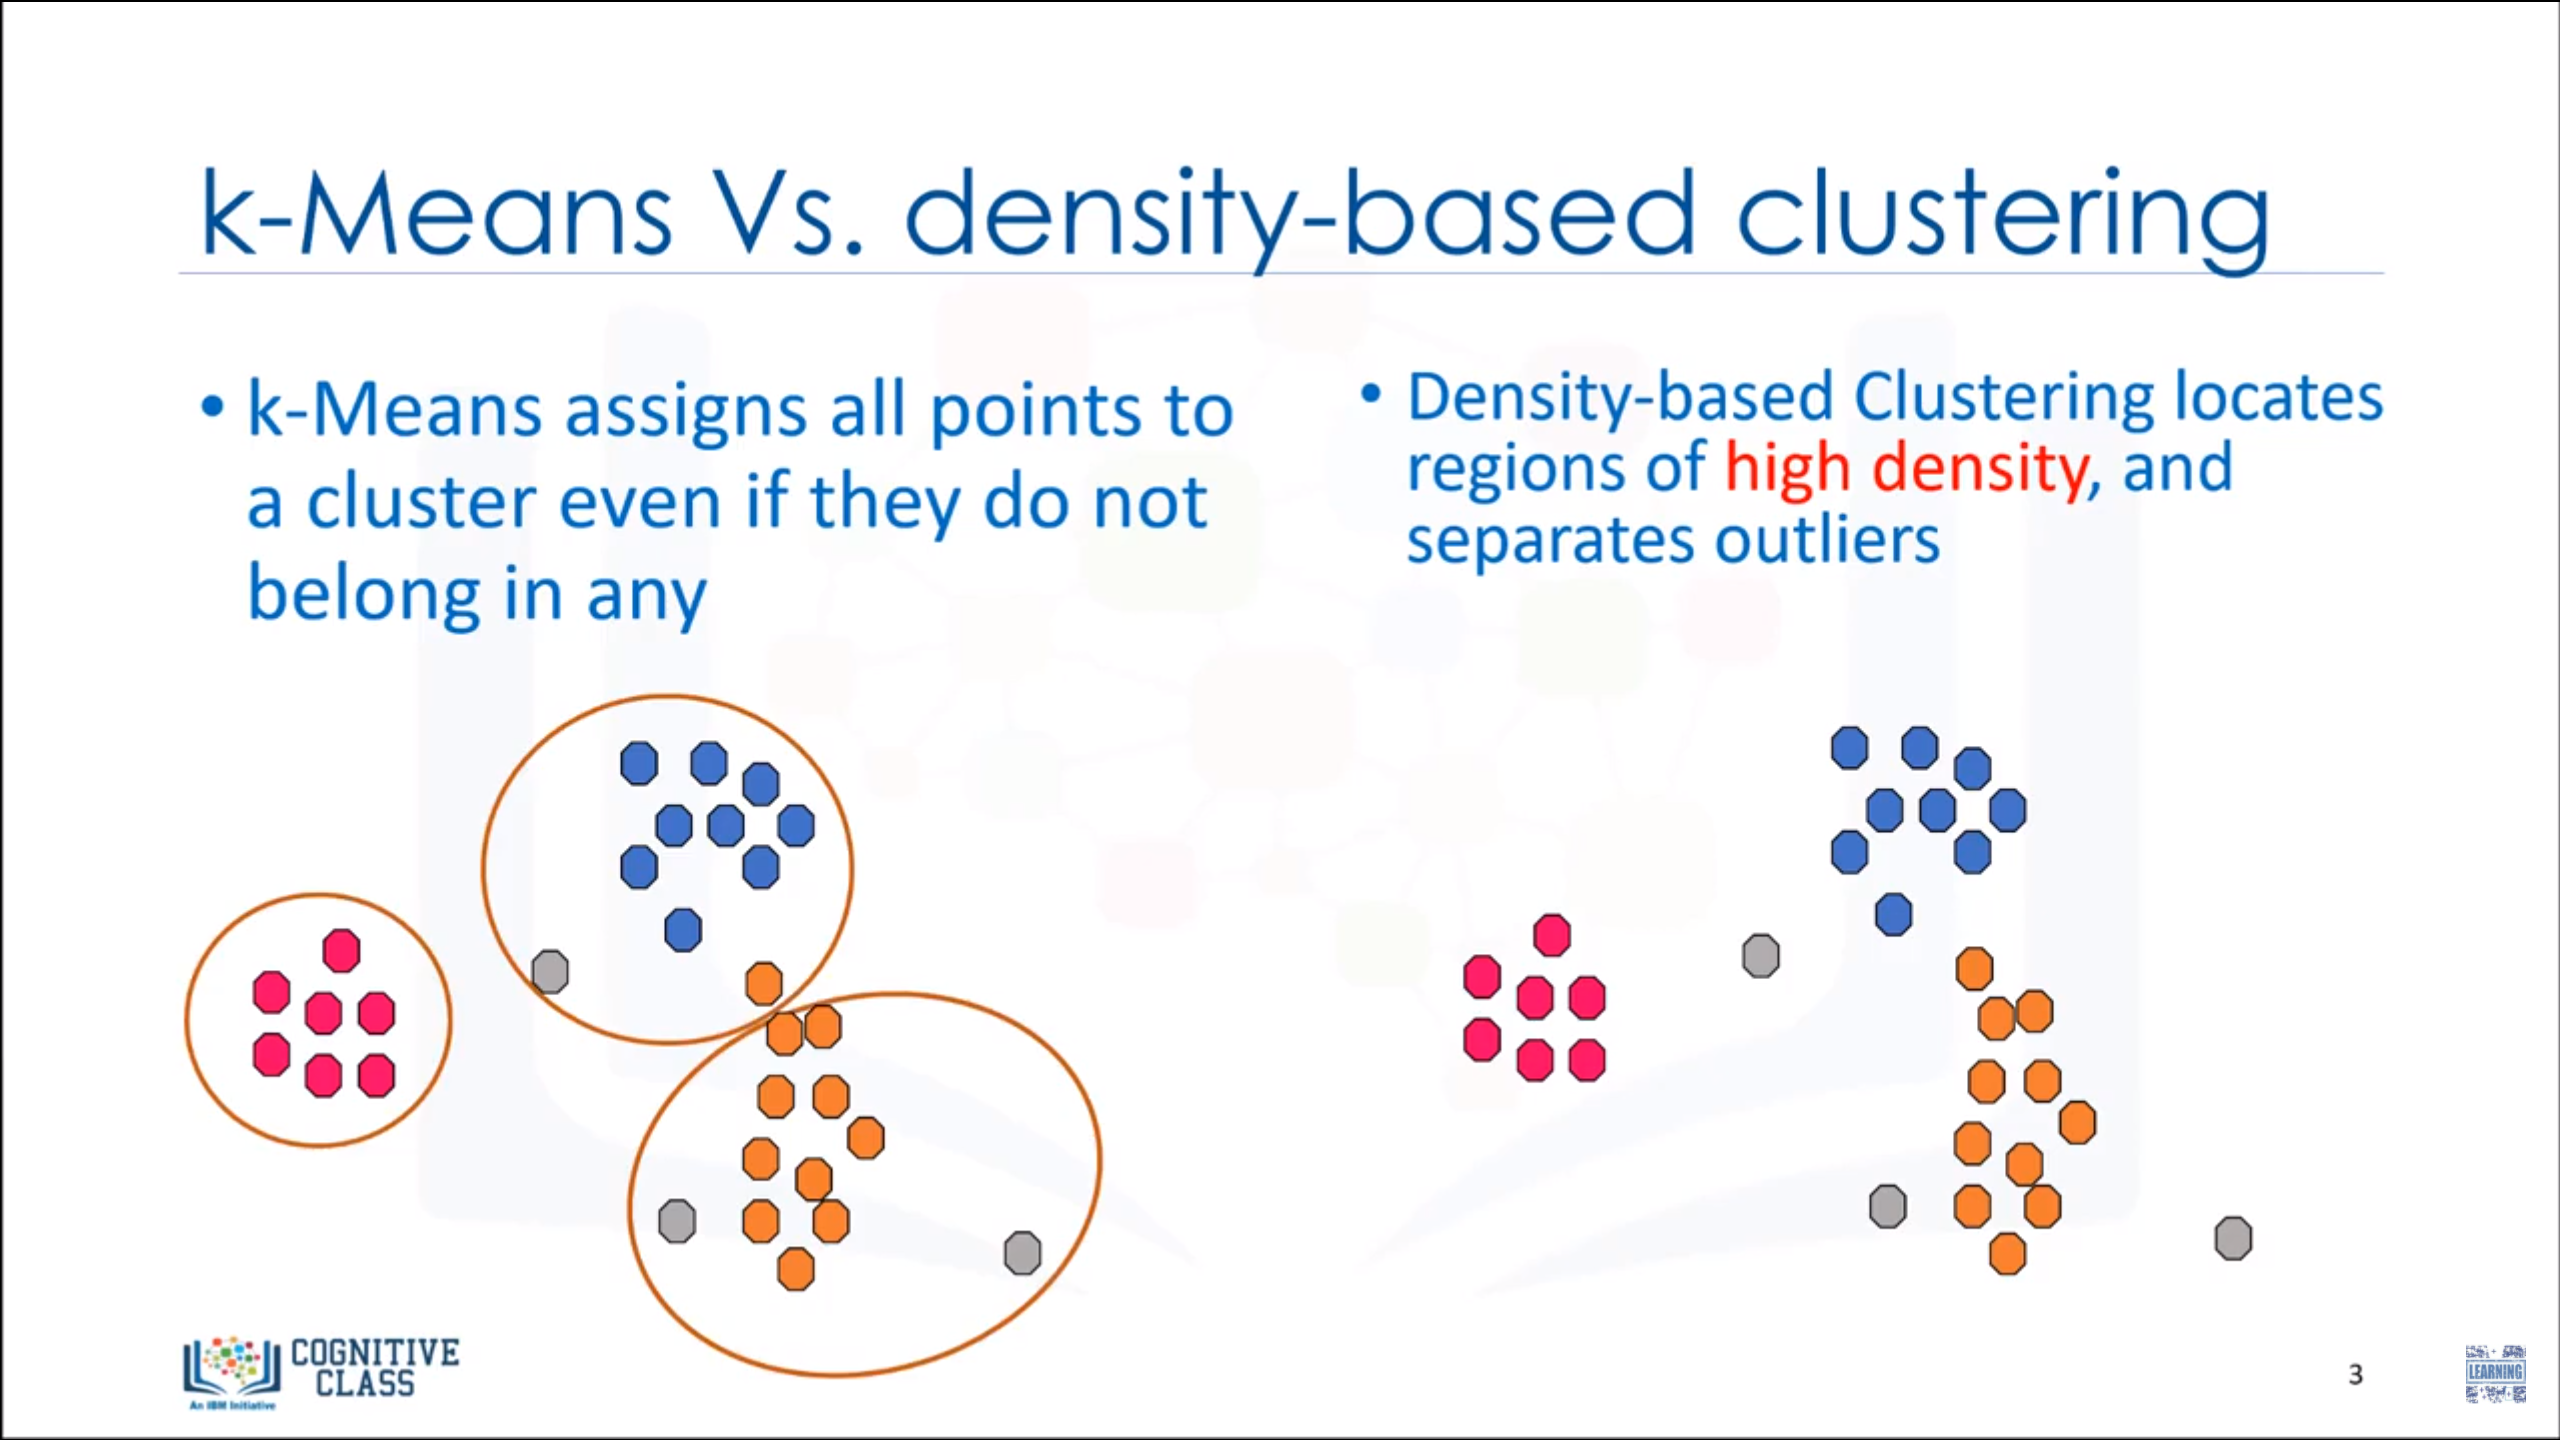 k-Means Vs. density-based clustering
• k-Means assigns all points to
a cluster even if they do not
belong in any
• Density-based Clustering locates
regions of high density, and
separates outliers
COGNITIVE
CLASS
An IBM Initiative
3
LEARNING